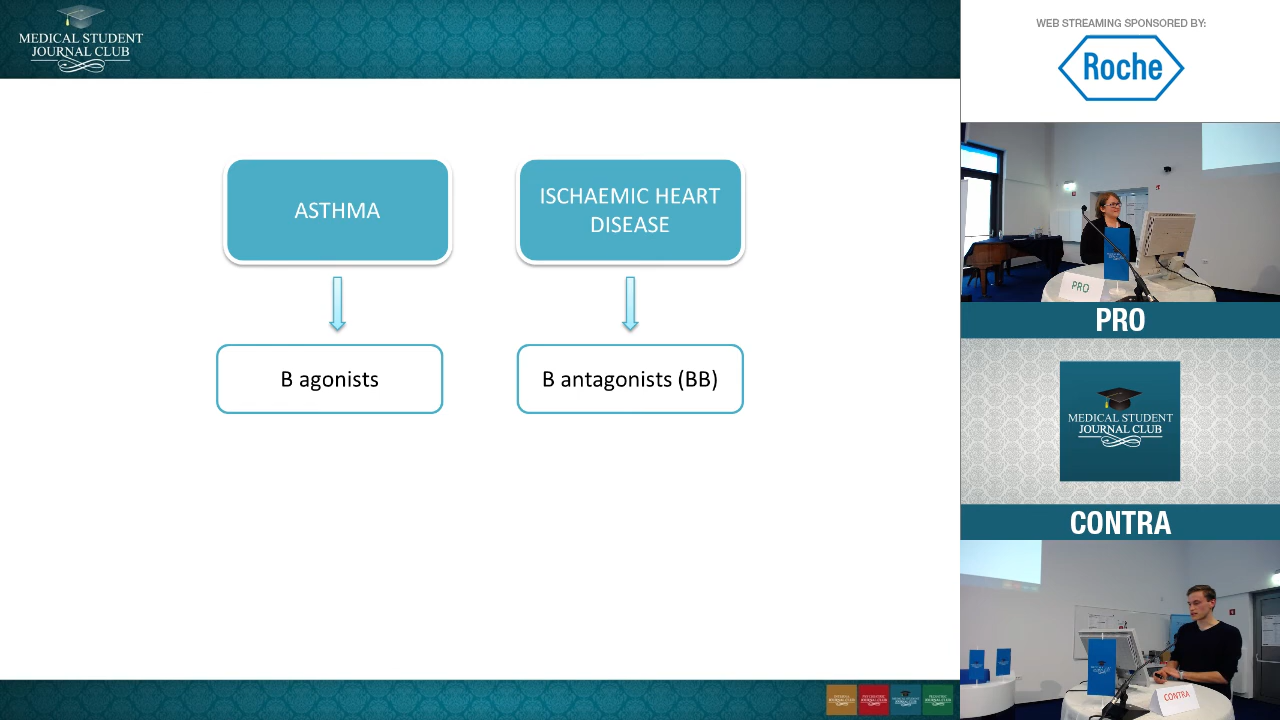 MEDICAL STUDENT
JOURNAL CLUB
ASTHMA
ISCHAEMIC HEART
DISEASE
B agonists
B antagonists (BB)
WEB STREAMING SPONSORED BY:
Roche
PRO
PRO
MEDICAL STUDENT
JOURNAL CLUB
CONTRA
CONTRA